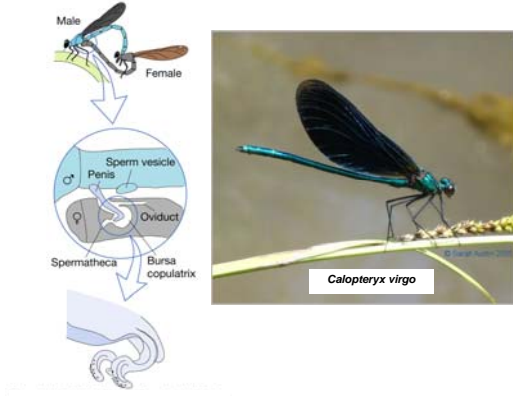 Male
Female
Sperm vesicle
Penis
♂
♀
Oviduct
Spermatheca
Bursa
copulatrix
Calopteryx virgo